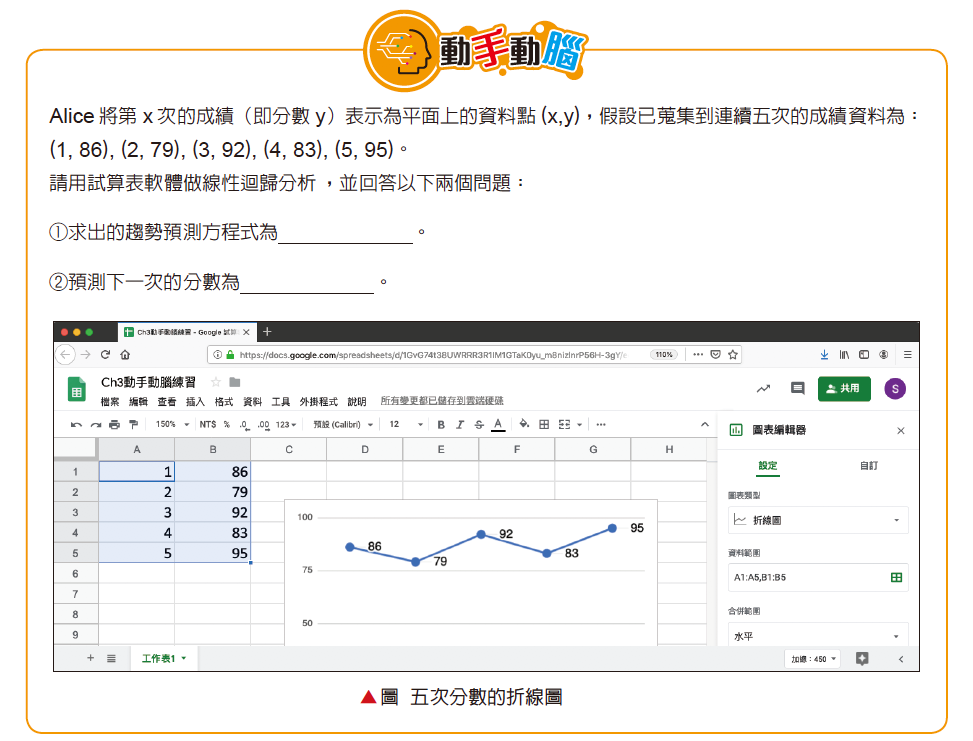 動手動腦
Alice 將第 x 次的成績（即分數 y）表示為平面上的資料點 (x,y)，假設已蒐集到連續五次的成績資料為：
(1, 86), (2, 79), (3, 92), (4, 83), (5, 95)。
請用試算表軟體做線性迴歸分析，並回答以下兩個問題：
①求出的趨勢預測方程式為____________。
②預測下一次的分數為____________。
Ch3動手動腦練習 - Google 試算
110%
Ch3動手動腦練習
檔案 編輯 查看 插入 格式 資料 工具 外掛程式 說明 所有變更都已儲存到雲端硬碟
共用
S
150% NT$ % .0 .00 123 預設 (Calibri) 12 B I S A
圖表編輯器
A B C D E F G H
設定 自訂
1 1 86
2 2 79
3 3 92
4 4 83
5 5 95
6
7
8
9
100
75
50
86
79
92
83
95
圖表類型
折線圖
資料範圍
A1:A5,B1:B5
合併範圍
水平
工作表1
加總：450
▲圖 五次分數的折線圖